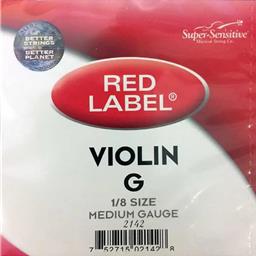 BETTER
STRINGS
BETTER
PLANET
Super-Sensitive
Musical String Co.
RED
LABEL®
VIOLIN
G
1/8 SIZE
MEDIUM GAUGE
2142
7 52715 02142 8